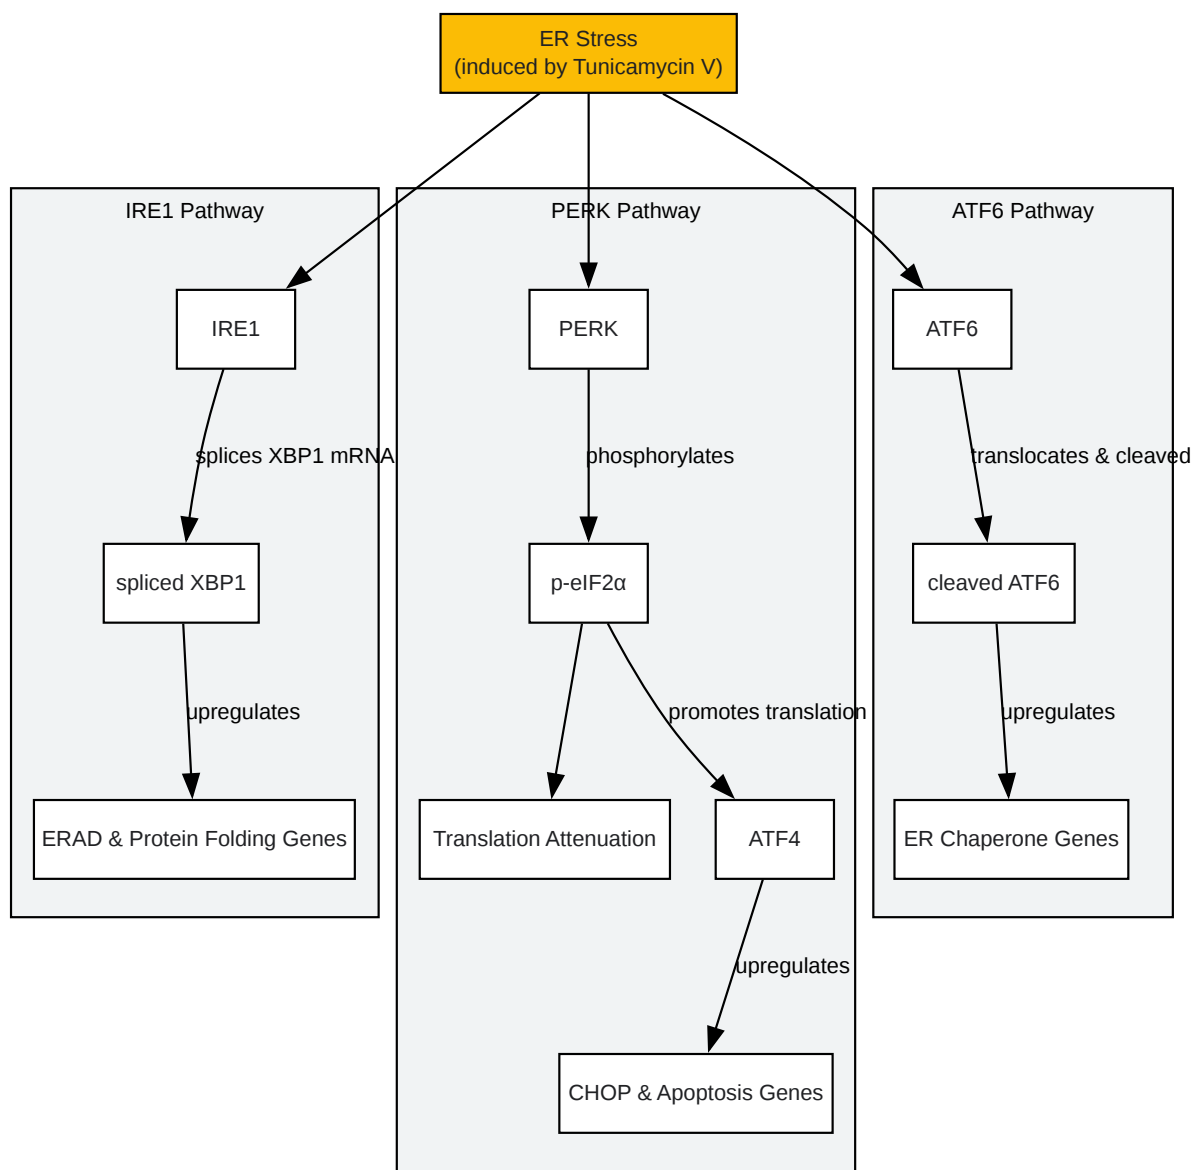 ER Stress
(induced by Tunicamycin V)
IRE1 Pathway
PERK Pathway
ATF6 Pathway
IRE1
PERK
ATF6
splices XBP1 mRNA
phosphorylates
translocates & cleaved
spliced XBP1
p-eIF2α
cleaved ATF6
upregulates
promotes translation
upregulates
ERAD & Protein Folding Genes
Translation Attenuation
ATF4
ER Chaperone Genes
upregulates
CHOP & Apoptosis Genes